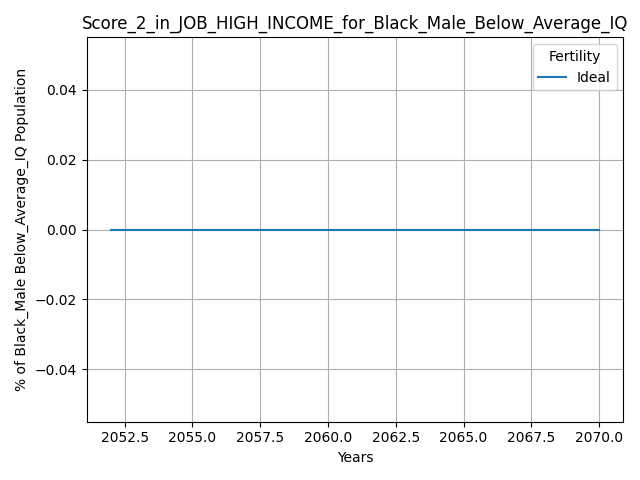 Score_2_in_JOB_HIGH_INCOME_for_Black_Male_Below_Average_IQ
Fertility
Ideal
% of Black_Male Below_Average_IQ Population
0.04
0.02
0.00
−0.02
−0.04
2052.5 2055.0 2057.5 2060.0 2062.5 2065.0 2067.5 2070.0
Years